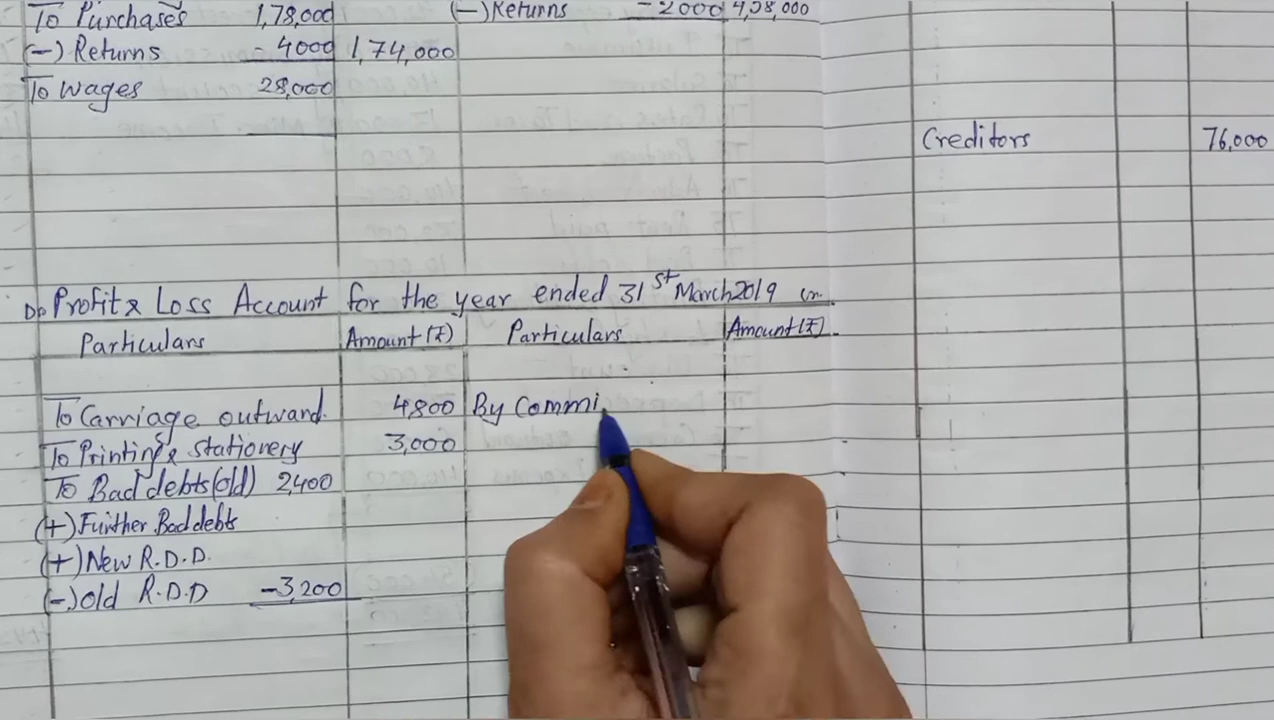 To Purchases 1,78,000 (-) Returns - 2000 4,58,000
(-) Returns - 4000 1,74,000
To Wages 28,000
Creditors 76,000
Dr Profit & Loss Account for the year ended 31st March 2019 Cr.
Particulars Amount (₹) Particulars Amount (₹)
To Carriage outward. 4,800 By Commi
To Printing & Stationery 3,000
To Bad debts (old) 2,400
(+) Further Bad debts
(+) New R.D.D.
(-) Old R.D.D -3,200